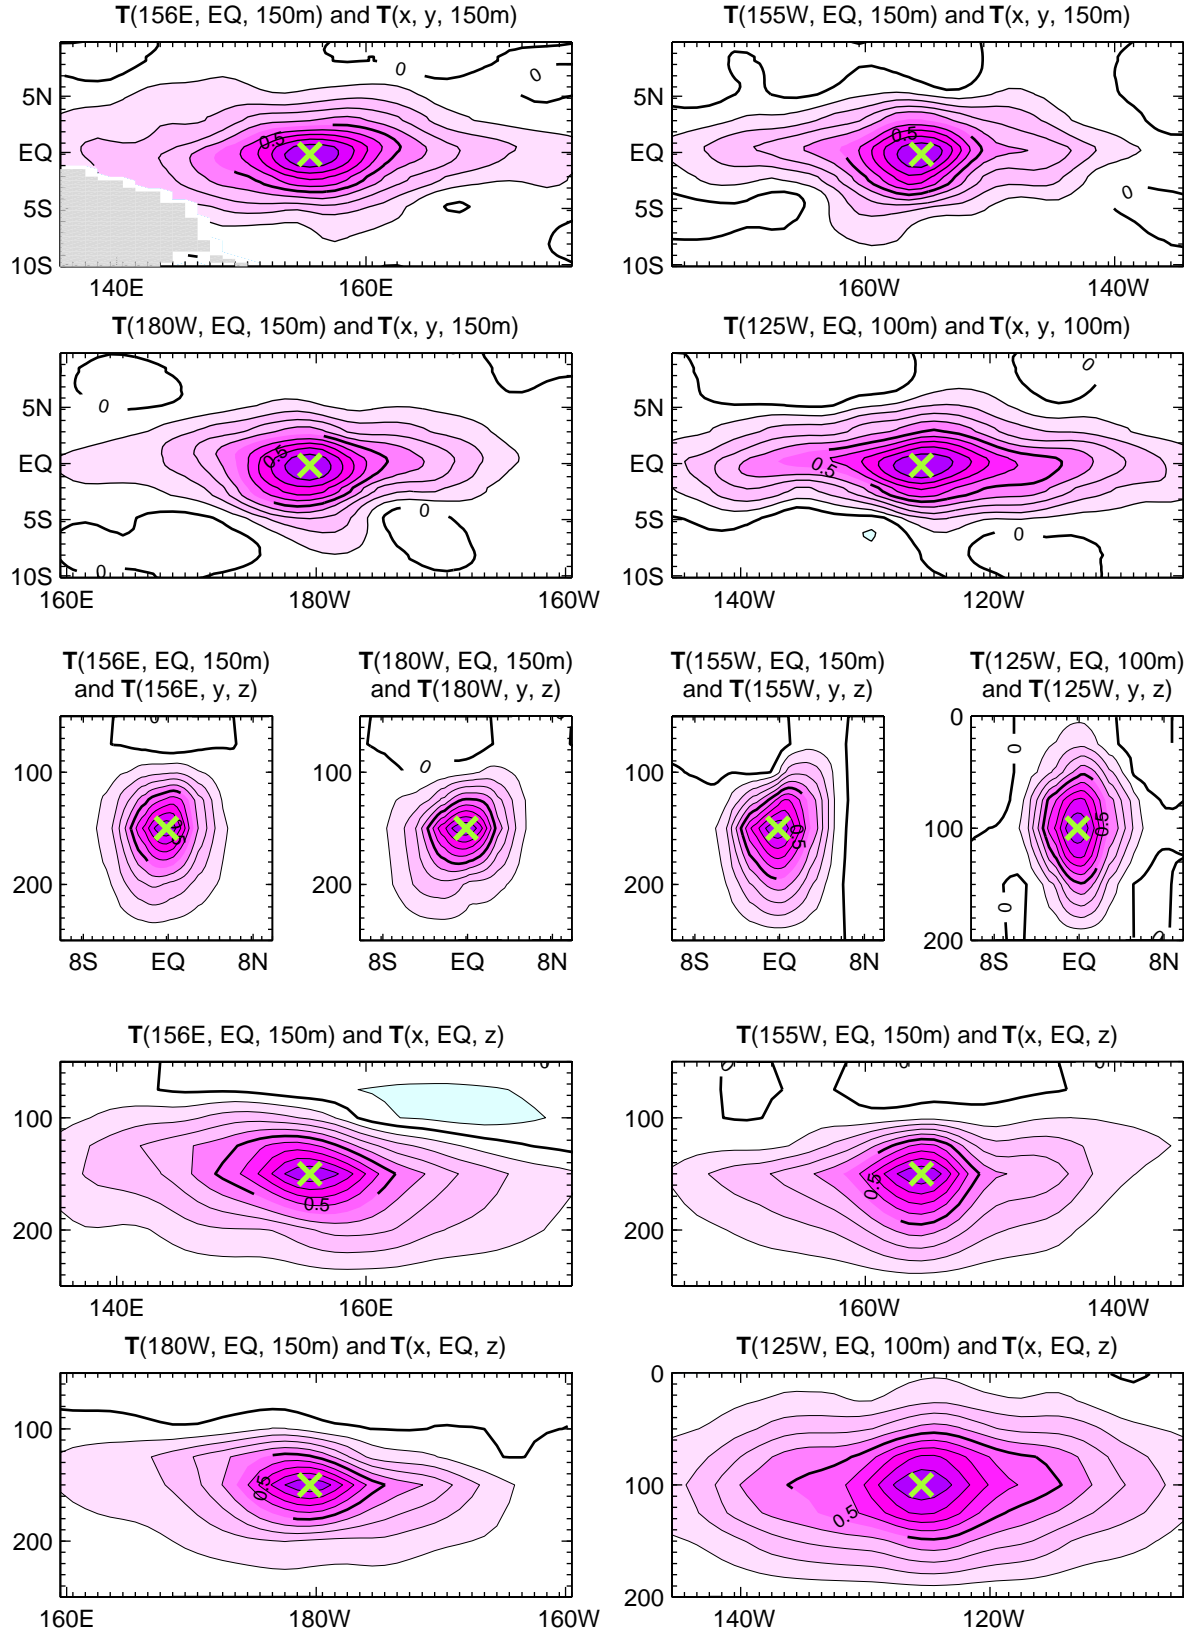 T(156E, EQ, 150m) and T(x, y, 150m)
T(155W, EQ, 150m) and T(x, y, 150m)
5N
EQ
5S
10S
0
0
0.5
140E
160E
5N
EQ
5S
10S
0
0
0.5
160W
140W
T(180W, EQ, 150m) and T(x, y, 150m)
T(125W, EQ, 100m) and T(x, y, 100m)
5N
EQ
5S
10S
0
0.5
0
0
160E
180W
160W
5N
EQ
5S
10S
0
0.5
0
140W
120W
T(156E, EQ, 150m)
and T(156E, y, z)
T(180W, EQ, 150m)
and T(180W, y, z)
T(155W, EQ, 150m)
and T(155W, y, z)
T(125W, EQ, 100m)
and T(125W, y, z)
100
200
8S
EQ
8N
100
200
0
8S
EQ
8N
100
200
0.5
8S
EQ
8N
0
100
200
0
0.5
0
8S
EQ
8N
T(156E, EQ, 150m) and T(x, EQ, z)
T(155W, EQ, 150m) and T(x, EQ, z)
100
200
0.5
140E
160E
100
200
0.5
160W
140W
T(180W, EQ, 150m) and T(x, EQ, z)
T(125W, EQ, 100m) and T(x, EQ, z)
100
200
0.5
160E
180W
160W
0
100
200
0.5
140W
120W